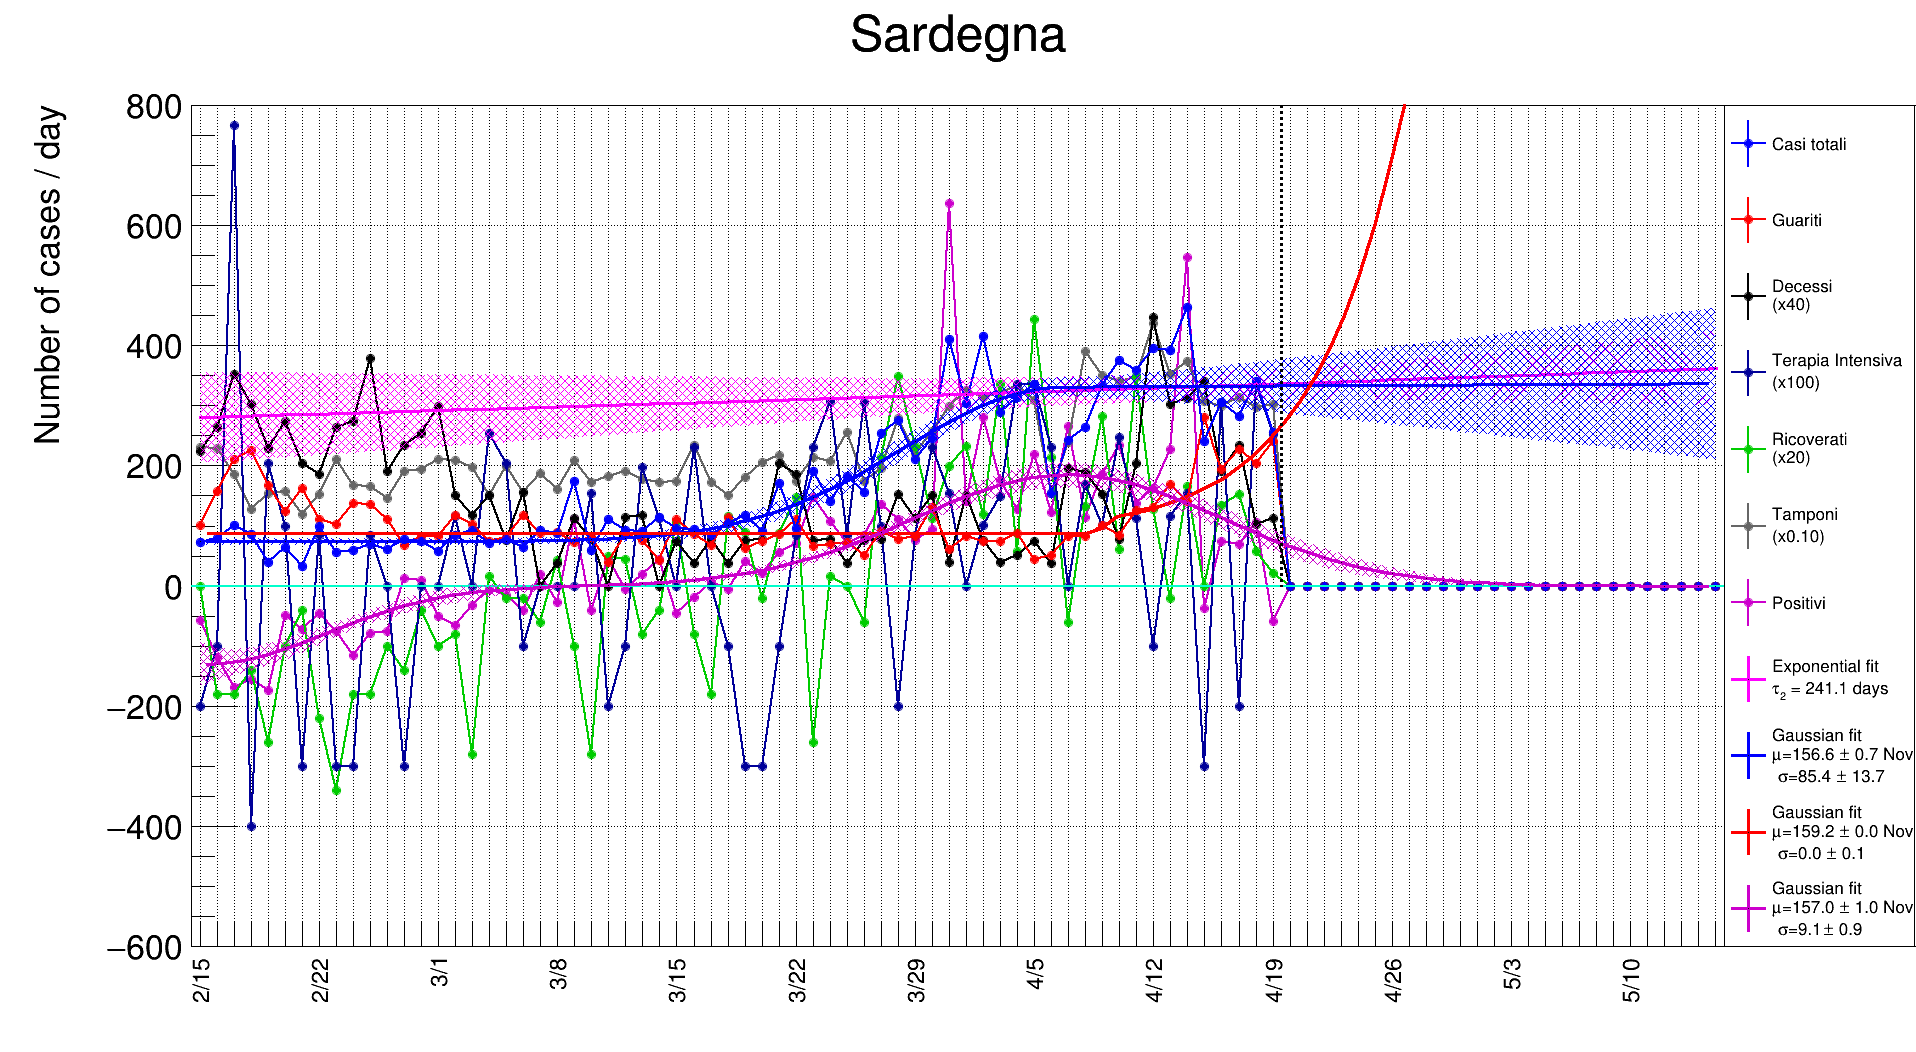 Sardegna
Number of cases / day
800
600
400
200
0
−200
−400
−600
2/15
2/22
3/1
3/8
3/15
3/22
3/29
4/5
4/12
4/19
4/26
5/3
5/10
Casi totali
Guariti
Decessi
(x40)
Terapia Intensiva
(x100)
Ricoverati
(x20)
Tamponi
(x0.10)
Positivi
Exponential fit
τ₂ = 241.1 days
Gaussian fit
μ=156.6 ± 0.7 Nov
σ=85.4 ± 13.7
Gaussian fit
μ=159.2 ± 0.0 Nov
σ=0.0 ± 0.1
Gaussian fit
μ=157.0 ± 1.0 Nov
σ=9.1 ± 0.9